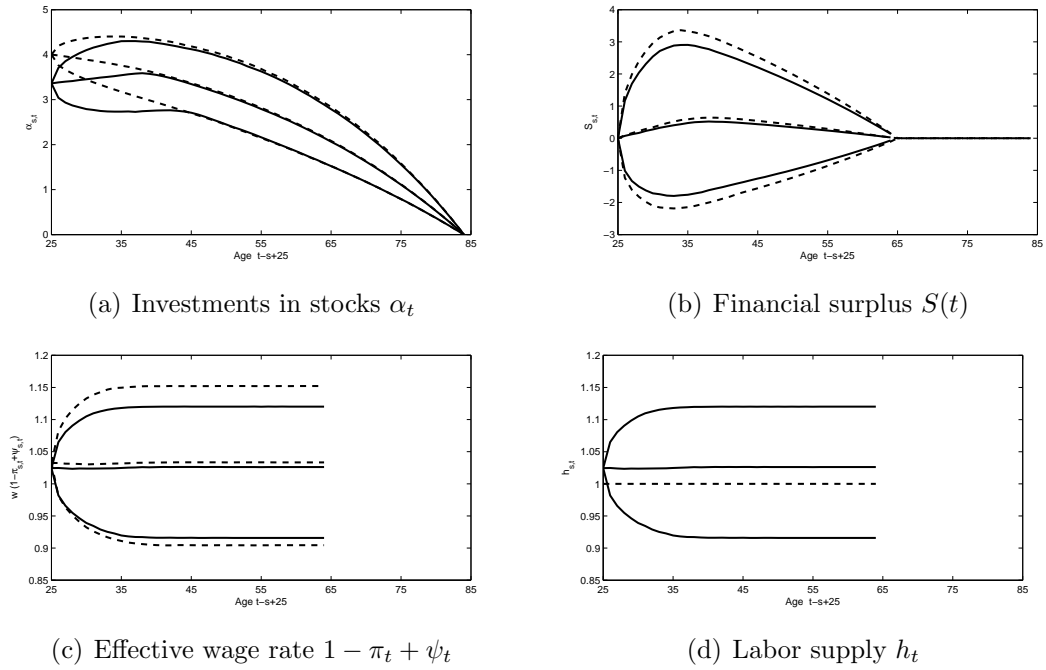 5
4
3
2
1
0
α_{s,t}
25 35 45 55 65 75 85
Age t−s+25
(a) Investments in stocks α_t
4
3
2
1
0
−1
−2
−3
S_{s,t}
25 35 45 55 65 75 85
Age t−s+25
(b) Financial surplus S(t)
1.2
1.15
1.1
1.05
1
0.95
0.9
0.85
w (1−π_{s,t}+ψ_{s,t})
25 35 45 55 65 75 85
Age t−s+25
(c) Effective wage rate 1 − π_t + ψ_t
1.2
1.15
1.1
1.05
1
0.95
0.9
0.85
h_{s,t}
25 35 45 55 65 75 85
Age t−s+25
(d) Labor supply h_t